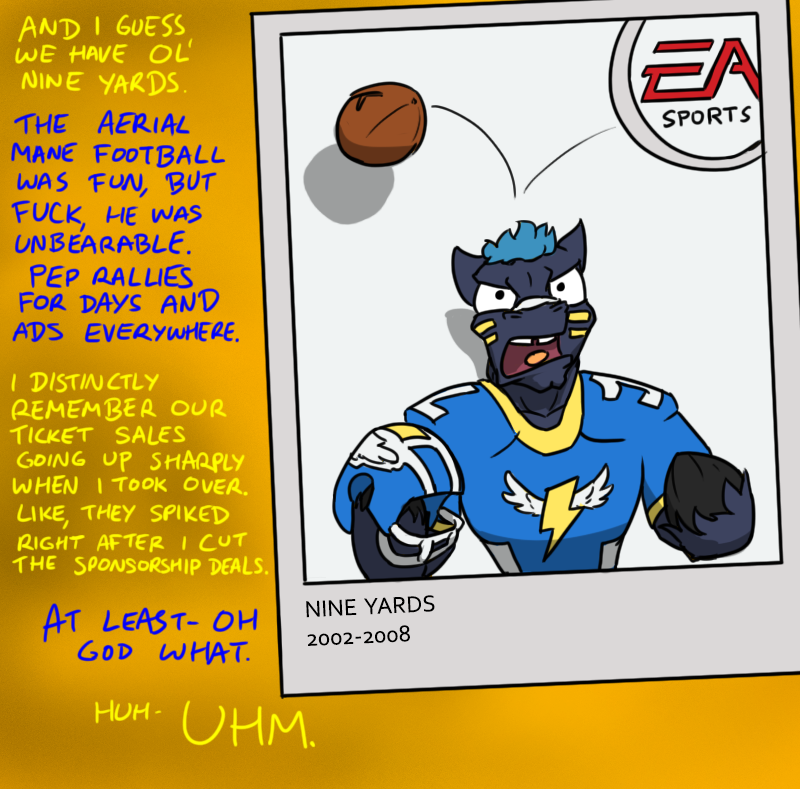 AND I GUESS
WE HAVE OL'
NINE YARDS.
THE AERIAL
MANE FOOTBALL
WAS FUN, BUT
FUCK, HE WAS
UNBEARABLE.
PEP RALLIES
FOR DAYS AND
ADS EVERYWHERE.
I DISTINCTLY
REMEMBER OUR
TICKET SALES
GOING UP SHARPLY
WHEN I TOOK OVER.
LIKE, THEY SPIKED
RIGHT AFTER I CUT
THE SPONSORSHIP DEALS.
AT LEAST- OH
GOD WHAT.
HUH- UHM.
EA
SPORTS
NINE YARDS
2002-2008